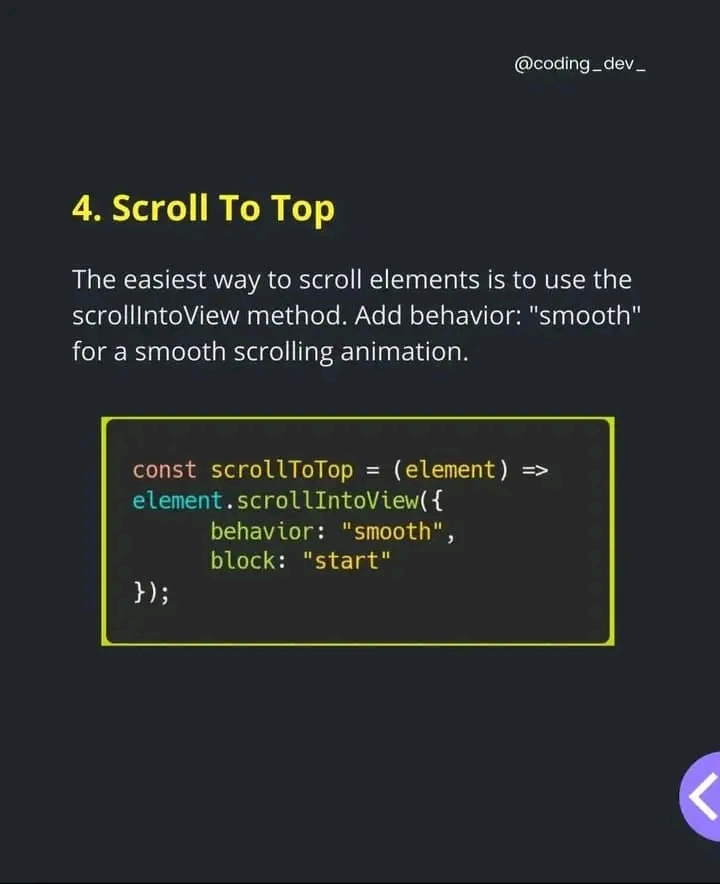 @coding_dev_
4. Scroll To Top
The easiest way to scroll elements is to use the
scrollIntoView method. Add behavior: "smooth"
for a smooth scrolling animation.
const scrollToTop = (element) =>
element.scrollIntoView({
behavior: "smooth",
block: "start"
});